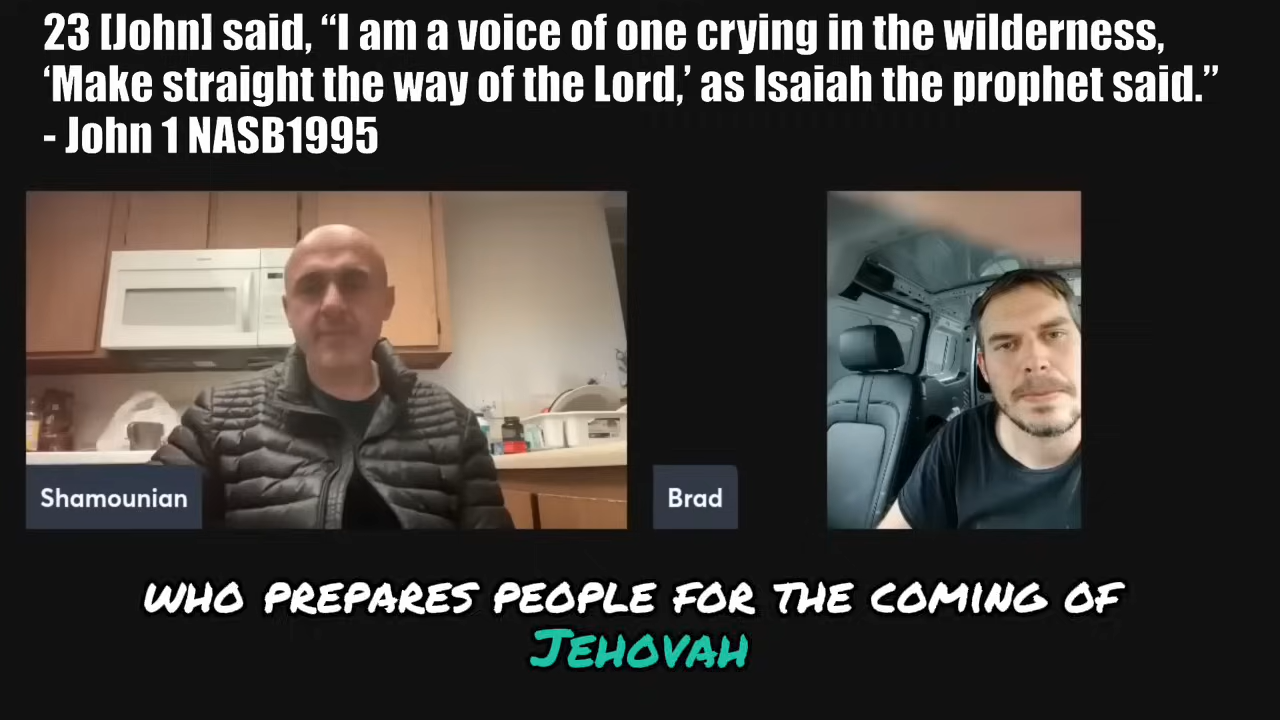 23 [John] said, “I am a voice of one crying in the wilderness,
‘Make straight the way of the Lord,’ as Isaiah the prophet said.”
- John 1 NASB1995
Shamounian
Brad
WHO PREPARES PEOPLE FOR THE COMING OF
JEHOVAH